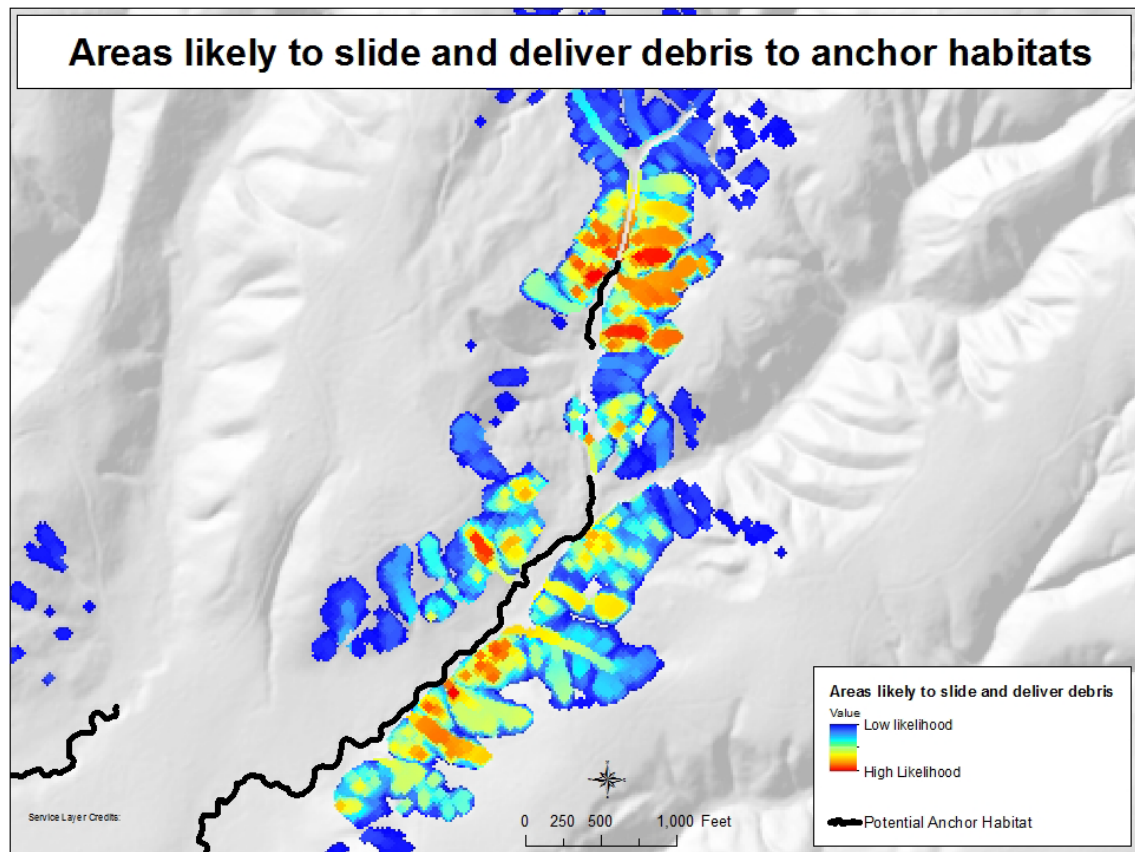 Areas likely to slide and deliver debris to anchor habitats
Areas likely to slide and deliver debris
Value
Low likelihood
High Likelihood
Potential Anchor Habitat
Service Layer Credits:
0 250 500 1,000 Feet